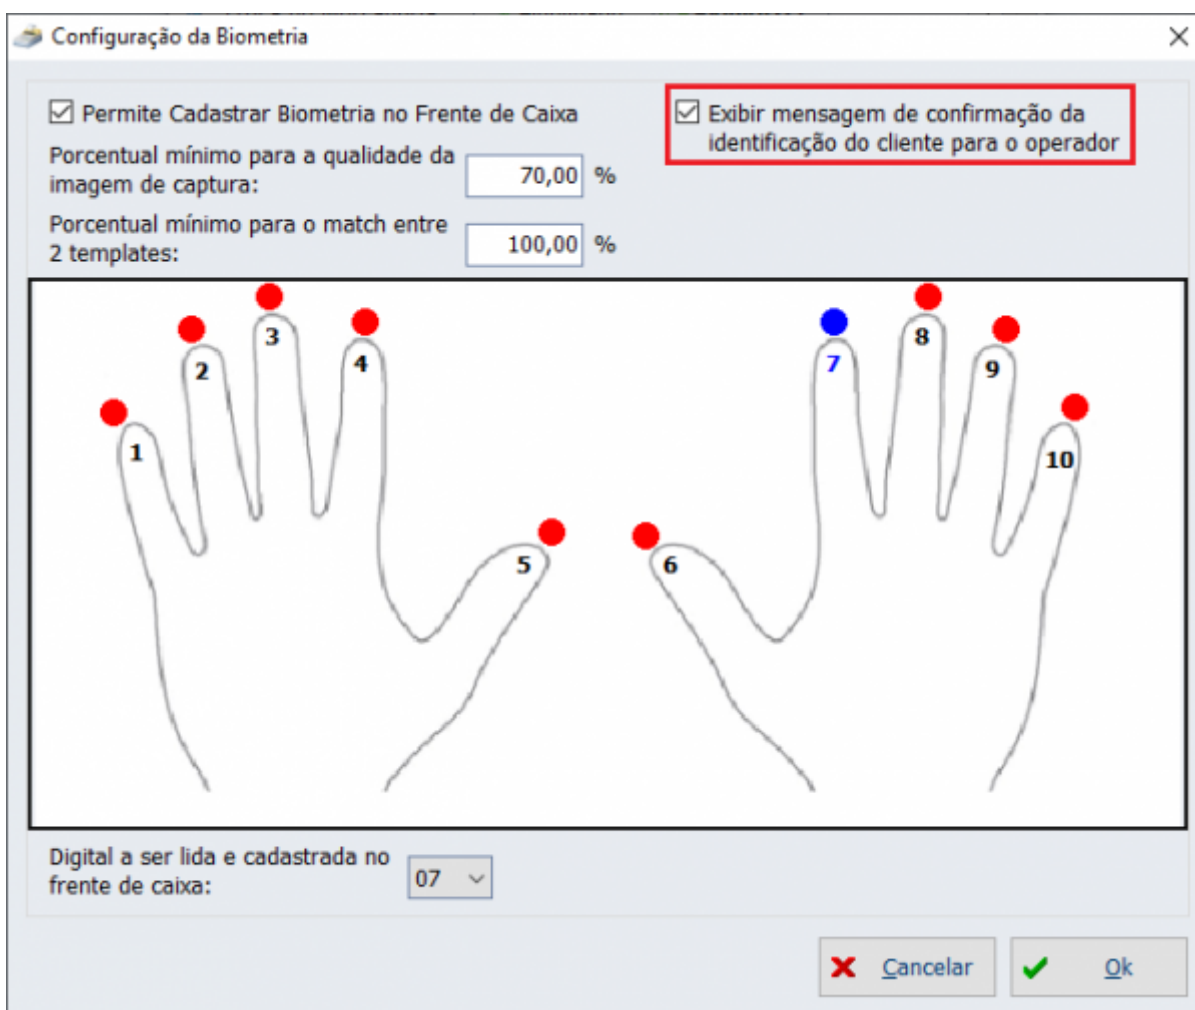 Configuração da Biometria
Permite Cadastrar Biometria no Frente de Caixa
Exibir mensagem de confirmação da
identificação do cliente para o operador
Porcentual mínimo para a qualidade da
imagem de captura:
70,00 %
Porcentual mínimo para o match entre
2 templates:
100,00 %
1
2
3
4
5
6
7
8
9
10
Digital a ser lida e cadastrada no
frente de caixa:
07
Cancelar
Ok